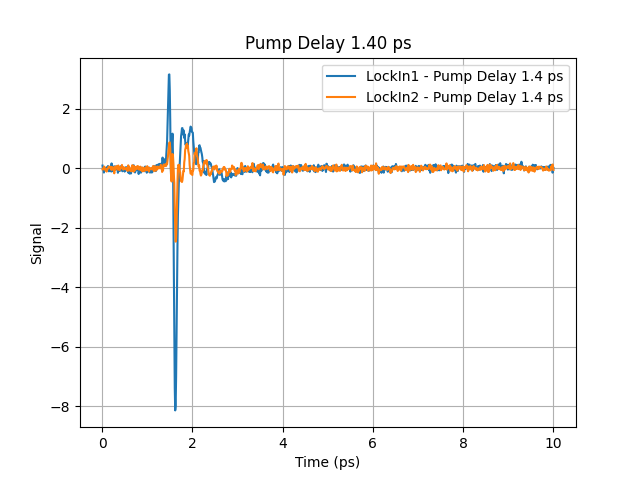 Pump Delay 1.40 ps
LockIn1 - Pump Delay 1.4 ps
LockIn2 - Pump Delay 1.4 ps
2
0
−2
−4
−6
−8
Signal
0 2 4 6 8 10
Time (ps)